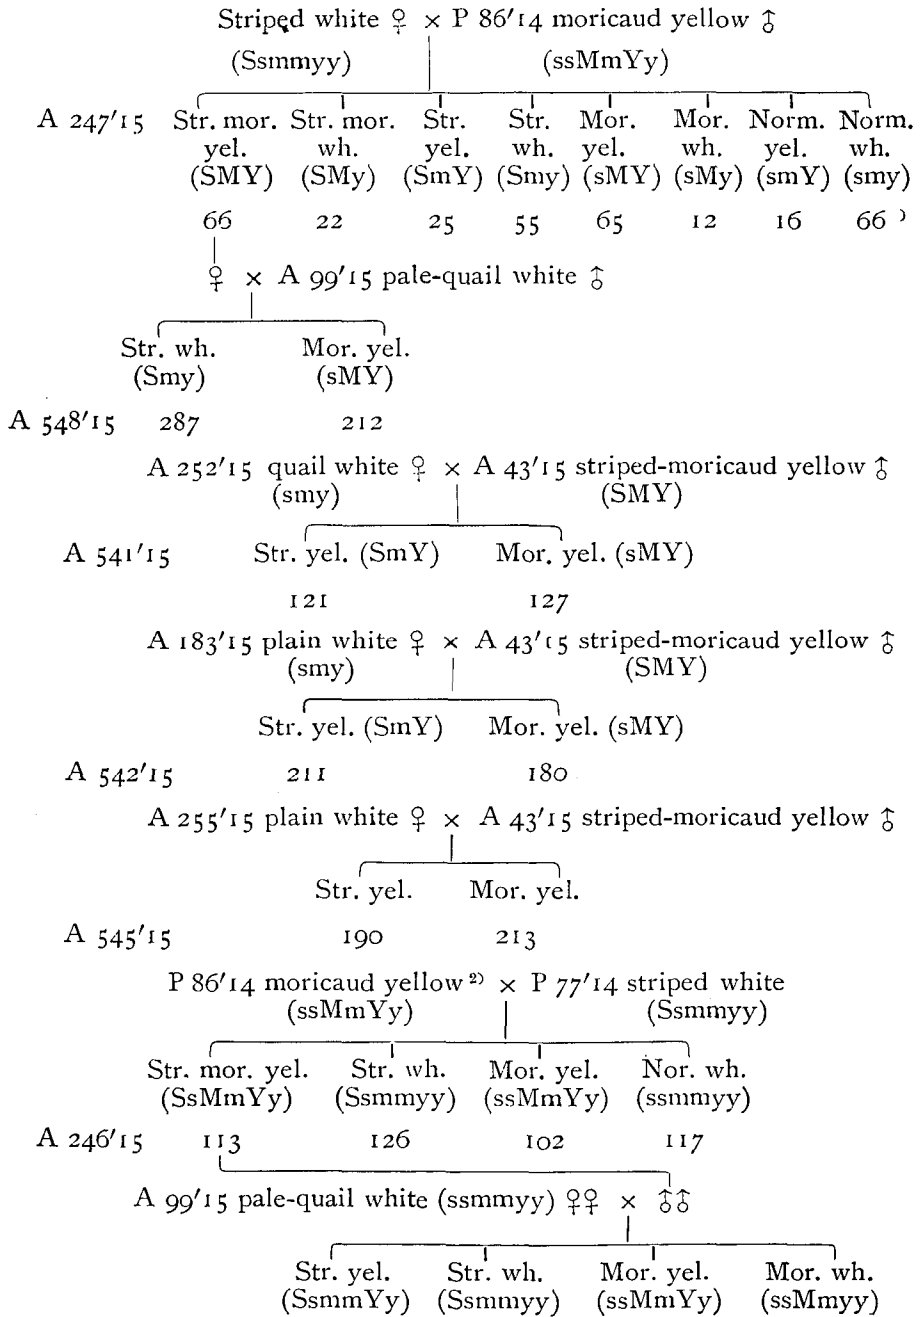 Striped white ♀ × P 86′14 moricaud yellow ♂
(Ssmmyy) (ssMmYy)
A 247′15 Str. mor. Str. mor. Str. Str. Mor. Mor. Norm. Norm.
yel. wh. yel. wh. yel. wh. yel. wh.
(SMY) (SMy) (SmY) (Smy) (sMY) (sMy) (smY) (smy)
66 22 25 55 65 12 16 66 )
♀ × A 99′15 pale-quail white ♂
Str. wh. Mor. yel.
(Smy) (sMY)
A 548′15 287 212
A 252′15 quail white ♀ × A 43′15 striped-moricaud yellow ♂
(smy) (SMY)
A 541′15 Str. yel. (SmY) Mor. yel. (sMY)
121 127
A 183′15 plain white ♀ × A 43′15 striped-moricaud yellow ♂
(smy) (SMY)
Str. yel. (SmY) Mor. yel. (sMY)
A 542′15 211 180
A 255′15 plain white ♀ × A 43′15 striped-moricaud yellow ♂
Str. yel. Mor. yel.
A 545′15 190 213
P 86′14 moricaud yellow ²⁾ × P 77′14 striped white
(ssMmYy) (Ssmmyy)
Str. mor. yel. Str. wh. Mor. yel. Nor. wh.
(SsMmYy) (Ssmmyy) (ssMmYy) (ssmmyy)
A 246′15 113 126 102 117
A 99′15 pale-quail white (ssmmyy) ♀♀ × ♂♂
Str. yel. Str. wh. Mor. yel. Mor. wh.
(SsmmYy) (Ssmmyy) (ssMmYy) (ssMmyy)